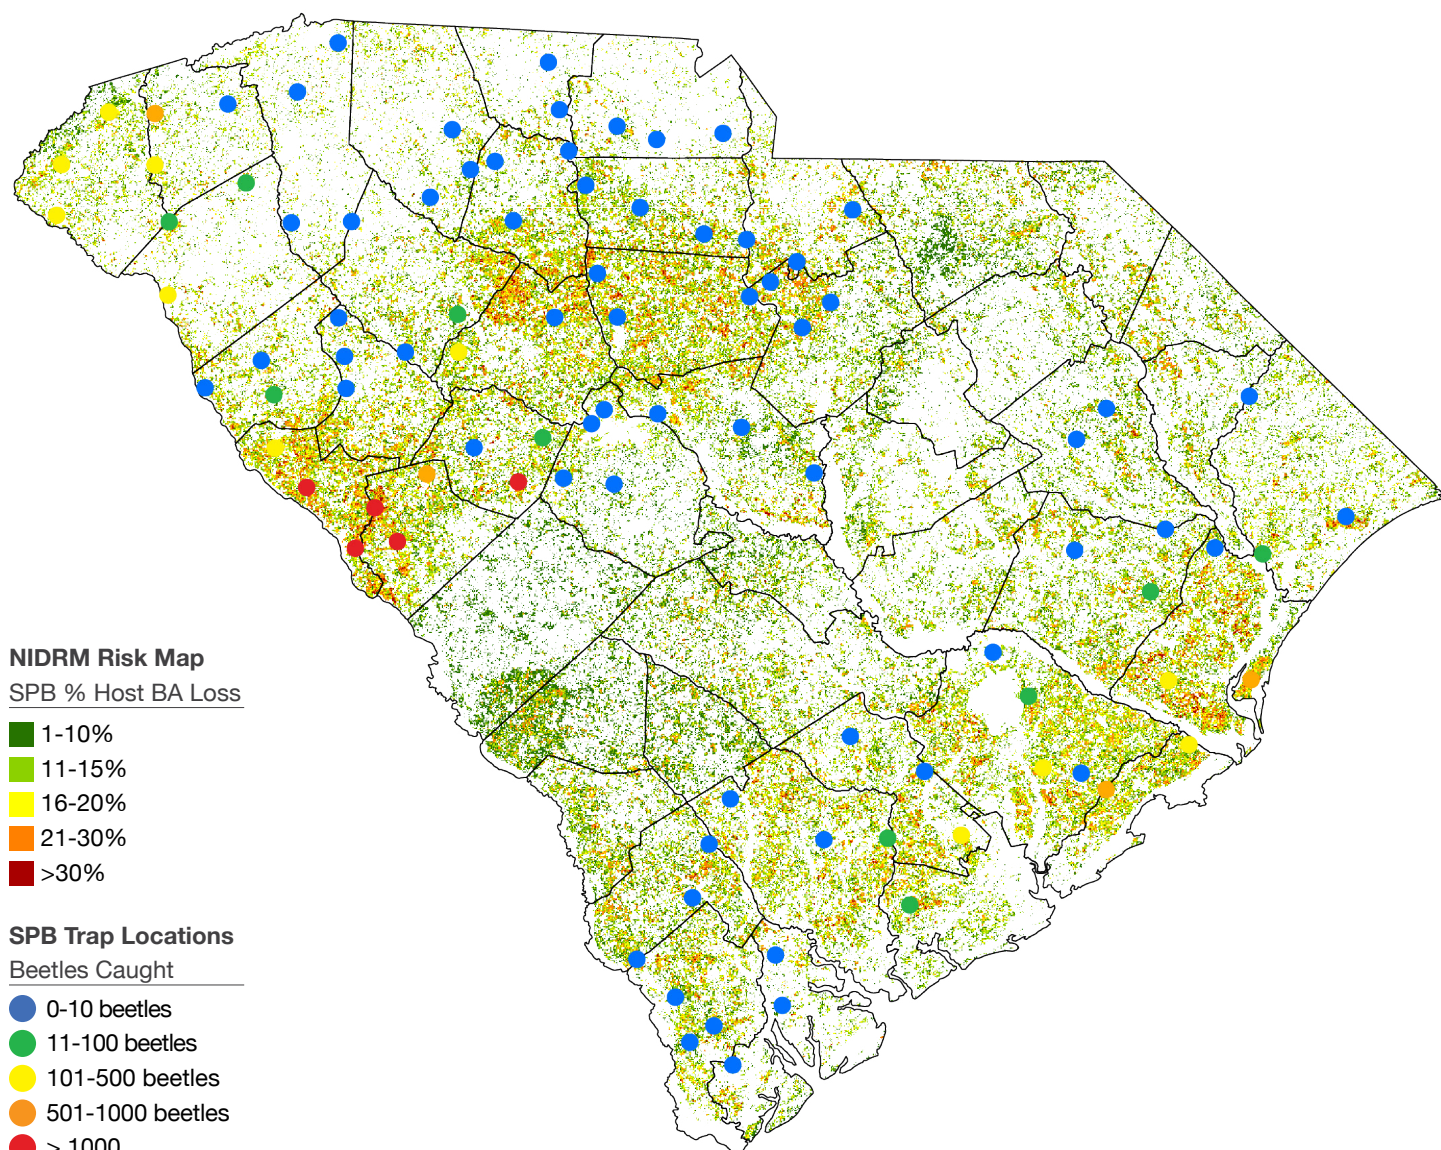 NIDRM Risk Map
SPB % Host BA Loss
1-10%
11-15%
16-20%
21-30%
>30%
SPB Trap Locations
Beetles Caught
0-10 beetles
11-100 beetles
101-500 beetles
501-1000 beetles
> 1000